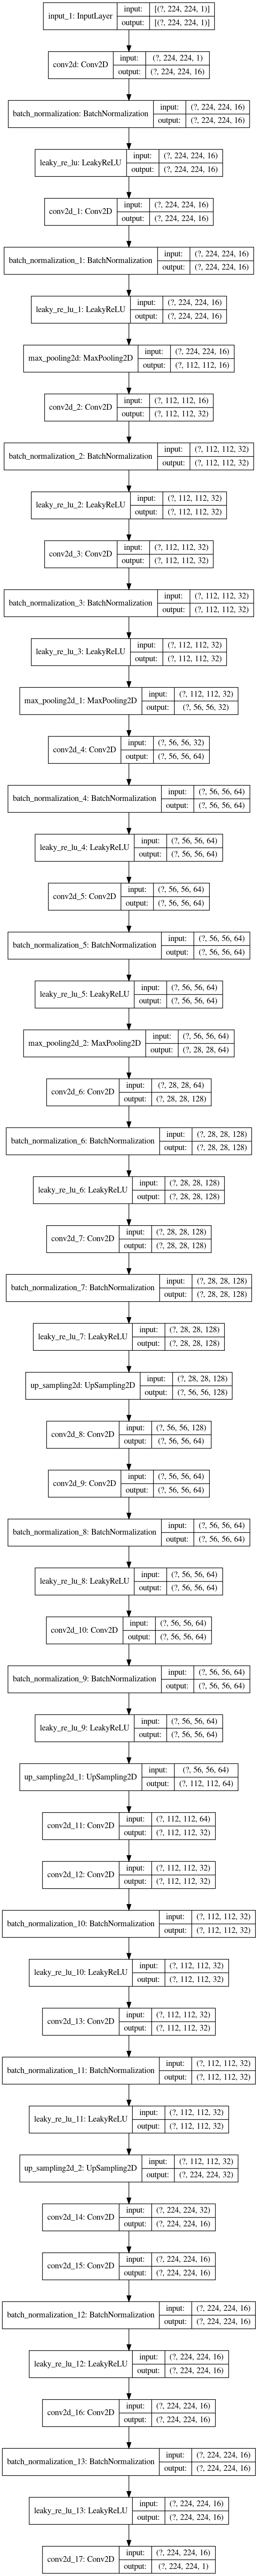 input_1: InputLayer
input: [(?, 224, 224, 1)]
output: [(?, 224, 224, 1)]
conv2d: Conv2D
input: (?, 224, 224, 1)
output: (?, 224, 224, 16)
batch_normalization: BatchNormalization
input: (?, 224, 224, 16)
output: (?, 224, 224, 16)
leaky_re_lu: LeakyReLU
input: (?, 224, 224, 16)
output: (?, 224, 224, 16)
conv2d_1: Conv2D
input: (?, 224, 224, 16)
output: (?, 224, 224, 16)
batch_normalization_1: BatchNormalization
input: (?, 224, 224, 16)
output: (?, 224, 224, 16)
leaky_re_lu_1: LeakyReLU
input: (?, 224, 224, 16)
output: (?, 224, 224, 16)
max_pooling2d: MaxPooling2D
input: (?, 224, 224, 16)
output: (?, 112, 112, 16)
conv2d_2: Conv2D
input: (?, 112, 112, 16)
output: (?, 112, 112, 32)
batch_normalization_2: BatchNormalization
input: (?, 112, 112, 32)
output: (?, 112, 112, 32)
leaky_re_lu_2: LeakyReLU
input: (?, 112, 112, 32)
output: (?, 112, 112, 32)
conv2d_3: Conv2D
input: (?, 112, 112, 32)
output: (?, 112, 112, 32)
batch_normalization_3: BatchNormalization
input: (?, 112, 112, 32)
output: (?, 112, 112, 32)
leaky_re_lu_3: LeakyReLU
input: (?, 112, 112, 32)
output: (?, 112, 112, 32)
max_pooling2d_1: MaxPooling2D
input: (?, 112, 112, 32)
output: (?, 56, 56, 32)
conv2d_4: Conv2D
input: (?, 56, 56, 32)
output: (?, 56, 56, 64)
batch_normalization_4: BatchNormalization
input: (?, 56, 56, 64)
output: (?, 56, 56, 64)
leaky_re_lu_4: LeakyReLU
input: (?, 56, 56, 64)
output: (?, 56, 56, 64)
conv2d_5: Conv2D
input: (?, 56, 56, 64)
output: (?, 56, 56, 64)
batch_normalization_5: BatchNormalization
input: (?, 56, 56, 64)
output: (?, 56, 56, 64)
leaky_re_lu_5: LeakyReLU
input: (?, 56, 56, 64)
output: (?, 56, 56, 64)
max_pooling2d_2: MaxPooling2D
input: (?, 56, 56, 64)
output: (?, 28, 28, 64)
conv2d_6: Conv2D
input: (?, 28, 28, 64)
output: (?, 28, 28, 128)
batch_normalization_6: BatchNormalization
input: (?, 28, 28, 128)
output: (?, 28, 28, 128)
leaky_re_lu_6: LeakyReLU
input: (?, 28, 28, 128)
output: (?, 28, 28, 128)
conv2d_7: Conv2D
input: (?, 28, 28, 128)
output: (?, 28, 28, 128)
batch_normalization_7: BatchNormalization
input: (?, 28, 28, 128)
output: (?, 28, 28, 128)
leaky_re_lu_7: LeakyReLU
input: (?, 28, 28, 128)
output: (?, 28, 28, 128)
up_sampling2d: UpSampling2D
input: (?, 28, 28, 128)
output: (?, 56, 56, 128)
conv2d_8: Conv2D
input: (?, 56, 56, 128)
output: (?, 56, 56, 64)
conv2d_9: Conv2D
input: (?, 56, 56, 64)
output: (?, 56, 56, 64)
batch_normalization_8: BatchNormalization
input: (?, 56, 56, 64)
output: (?, 56, 56, 64)
leaky_re_lu_8: LeakyReLU
input: (?, 56, 56, 64)
output: (?, 56, 56, 64)
conv2d_10: Conv2D
input: (?, 56, 56, 64)
output: (?, 56, 56, 64)
batch_normalization_9: BatchNormalization
input: (?, 56, 56, 64)
output: (?, 56, 56, 64)
leaky_re_lu_9: LeakyReLU
input: (?, 56, 56, 64)
output: (?, 56, 56, 64)
up_sampling2d_1: UpSampling2D
input: (?, 56, 56, 64)
output: (?, 112, 112, 64)
conv2d_11: Conv2D
input: (?, 112, 112, 64)
output: (?, 112, 112, 32)
conv2d_12: Conv2D
input: (?, 112, 112, 32)
output: (?, 112, 112, 32)
batch_normalization_10: BatchNormalization
input: (?, 112, 112, 32)
output: (?, 112, 112, 32)
leaky_re_lu_10: LeakyReLU
input: (?, 112, 112, 32)
output: (?, 112, 112, 32)
conv2d_13: Conv2D
input: (?, 112, 112, 32)
output: (?, 112, 112, 32)
batch_normalization_11: BatchNormalization
input: (?, 112, 112, 32)
output: (?, 112, 112, 32)
leaky_re_lu_11: LeakyReLU
input: (?, 112, 112, 32)
output: (?, 112, 112, 32)
up_sampling2d_2: UpSampling2D
input: (?, 112, 112, 32)
output: (?, 224, 224, 32)
conv2d_14: Conv2D
input: (?, 224, 224, 32)
output: (?, 224, 224, 16)
conv2d_15: Conv2D
input: (?, 224, 224, 16)
output: (?, 224, 224, 16)
batch_normalization_12: BatchNormalization
input: (?, 224, 224, 16)
output: (?, 224, 224, 16)
leaky_re_lu_12: LeakyReLU
input: (?, 224, 224, 16)
output: (?, 224, 224, 16)
conv2d_16: Conv2D
input: (?, 224, 224, 16)
output: (?, 224, 224, 16)
batch_normalization_13: BatchNormalization
input: (?, 224, 224, 16)
output: (?, 224, 224, 16)
leaky_re_lu_13: LeakyReLU
input: (?, 224, 224, 16)
output: (?, 224, 224, 16)
conv2d_17: Conv2D
input: (?, 224, 224, 16)
output: (?, 224, 224, 1)